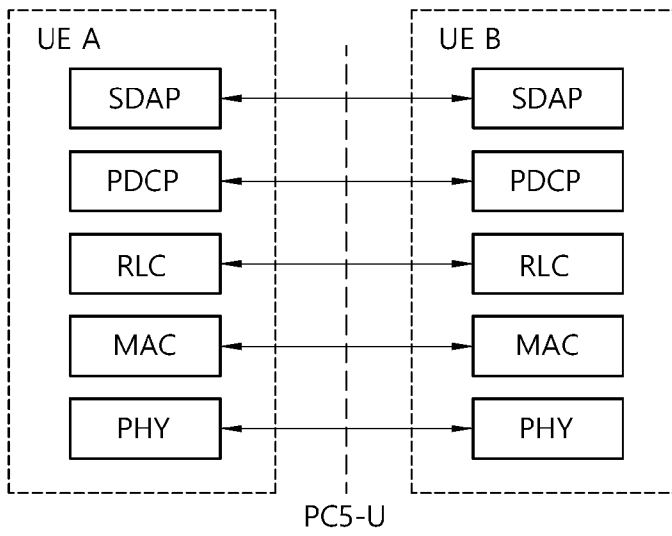 UE A UE B
SDAP SDAP
PDCP PDCP
RLC RLC
MAC MAC
PHY PHY
PC5-U